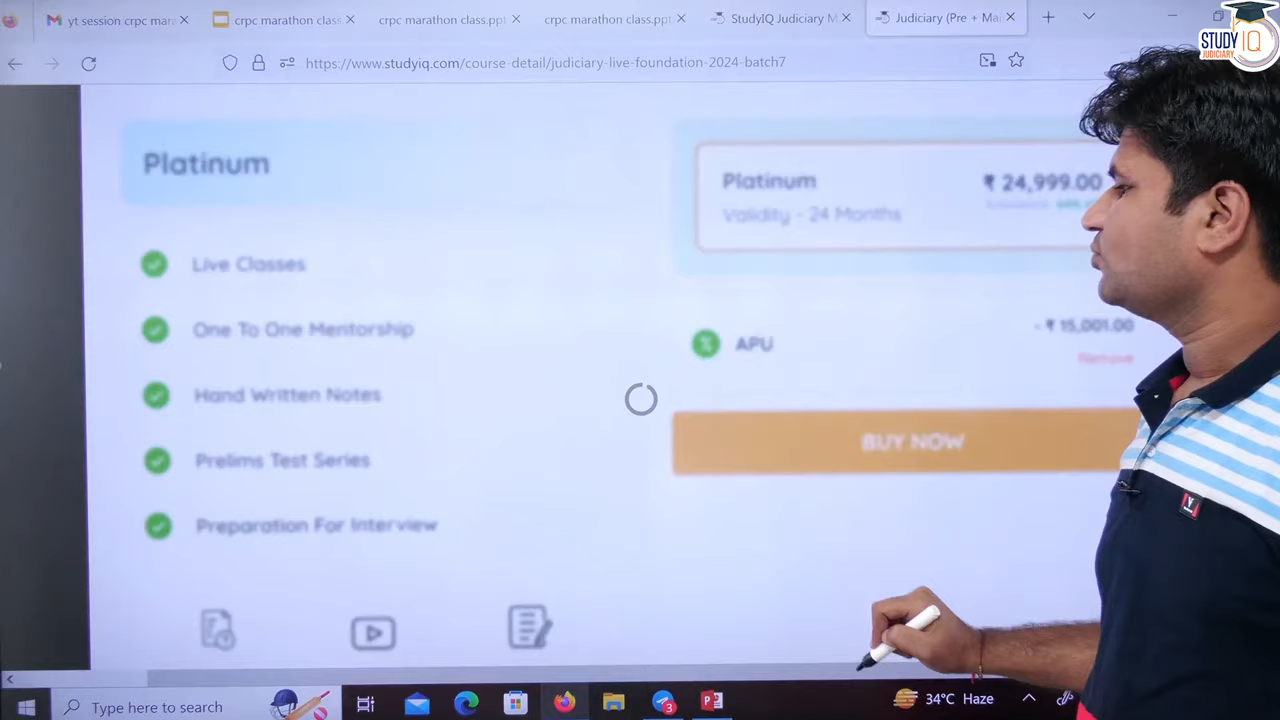 yt session crpc mara
crpc marathon class
crpc marathon class.ppt
crpc marathon class.ppt
StudyIQ Judiciary M
Judiciary (Pre + Ma
STUDY IQ
JUDICIARY
https://www.studyiq.com/course-detail/judiciary-live-foundation-2024-batch7
Platinum
Platinum
₹ 24,999.00
Validity - 24 Months
Live Classes
One To One Mentorship
Hand Written Notes
Prelims Test Series
Preparation For Interview
APU
- ₹ 15,001.00
Remove
BUY NOW
Type here to search
3
34°C Haze